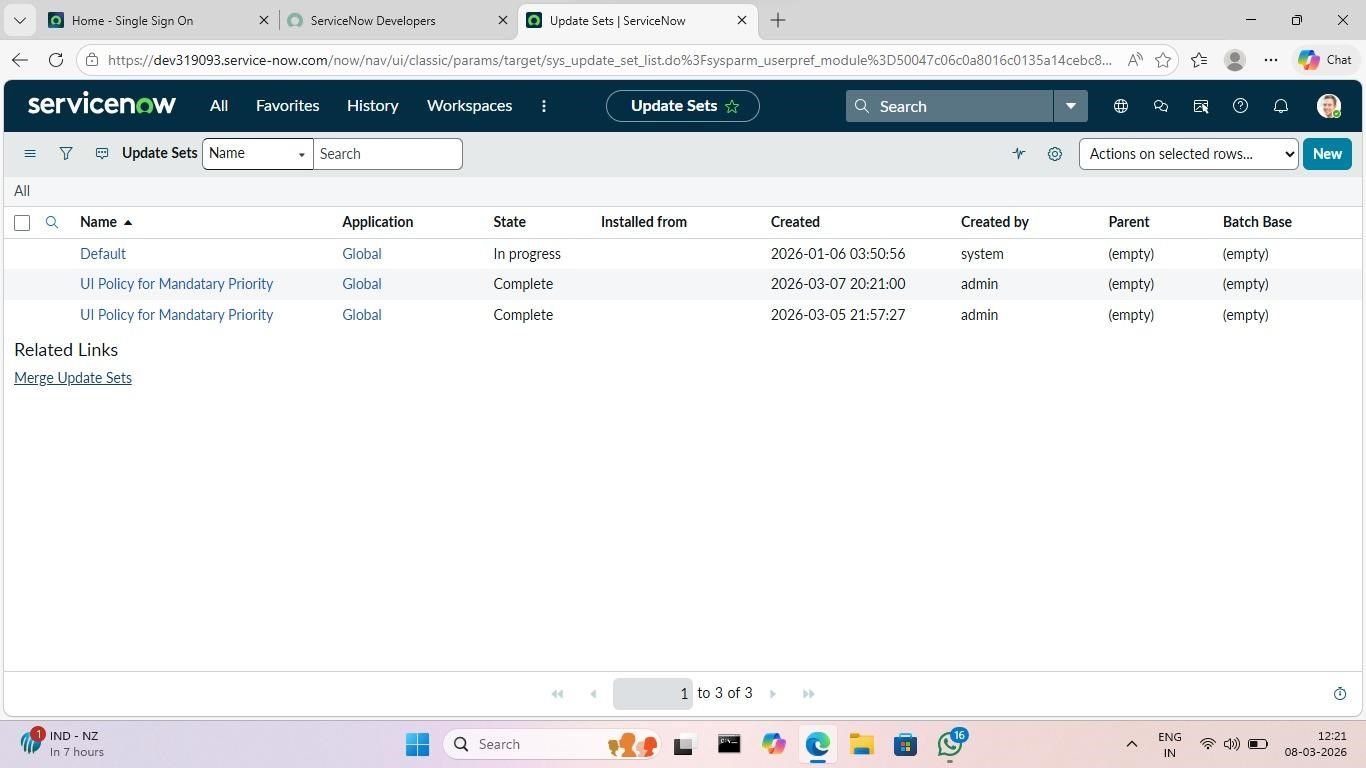 Home - Single Sign On
ServiceNow Developers
Update Sets | ServiceNow
https://dev319093.service-now.com/now/nav/ui/classic/params/target/sys_update_set_list.do%3Fsysparm_userpref_module%3D50047c06c0a8016c0135a14cebc8...
Chat
servicenow All Favorites History Workspaces Update Sets Search
Update Sets Name Search Actions on selected rows... New
All
Name Application State Installed from Created Created by Parent Batch Base
Default Global In progress 2026-01-06 03:50:56 system (empty) (empty)
UI Policy for Mandatary Priority Global Complete 2026-03-07 20:21:00 admin (empty) (empty)
UI Policy for Mandatary Priority Global Complete 2026-03-05 21:57:27 admin (empty) (empty)
Related Links
Merge Update Sets
1 to 3 of 3
1
IND - NZ
In 7 hours
Search
16
ENG
IN
12:21
08-03-2026